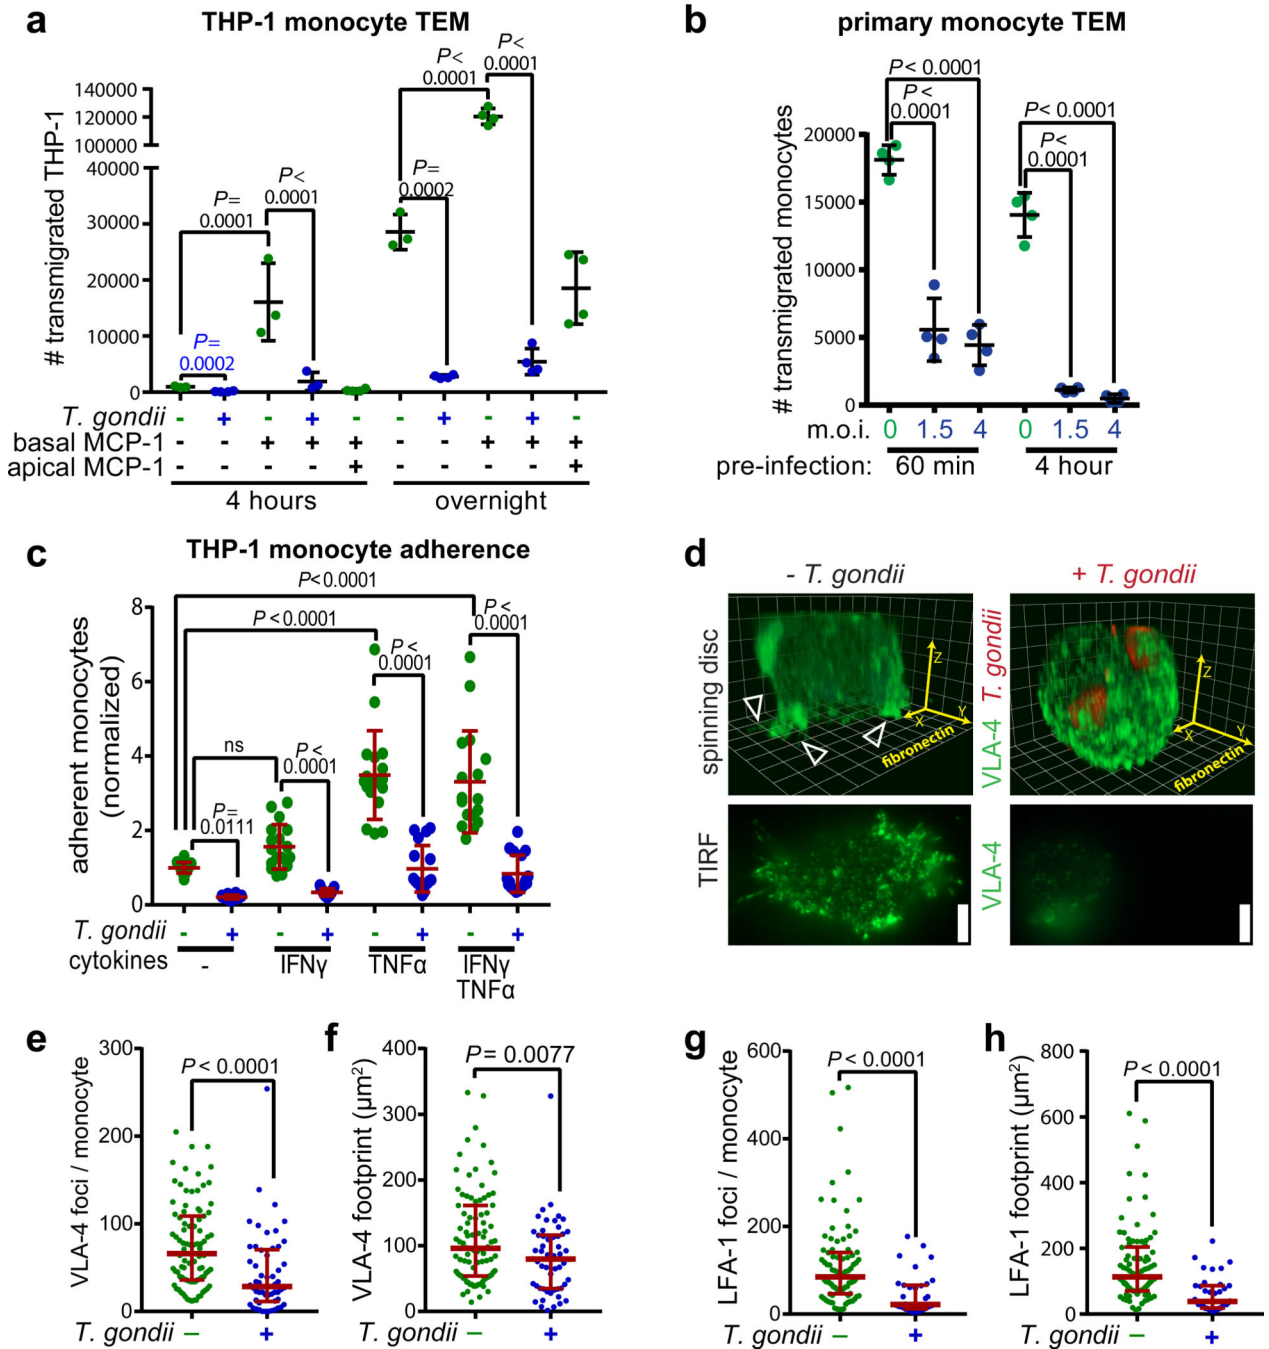 a THP-1 monocyte TEM
# transmigrated THP-1
140000
120000
100000
40000
30000
20000
10000
0
P=
0.0001
P<
0.0001
P=
0.0002
P<
0.0001
P<
0.0001
P=
0.0002
T. gondii - + - + - - + - + -
basal MCP-1 - - + + + - - + + +
apical MCP-1 - - - - + - - - - +
4 hours overnight
b primary monocyte TEM
# transmigrated monocytes
20000
15000
10000
5000
0
P< 0.0001
P<
0.0001
P< 0.0001
P<
0.0001
m.o.i. 0 1.5 4 0 1.5 4
pre-infection: 60 min 4 hour
c THP-1 monocyte adherence
adherent monocytes
(normalized)
8
6
4
2
0
P<0.0001
P<0.0001
P<
0.0001
P<
0.0001
ns
P<
0.0001
P=
0.0111
T. gondii - + - + - + - +
cytokines - IFNγ TNFα IFNγ
TNFα
d
- T. gondii + T. gondii
spinning disc
TIRF
VLA-4 T. gondii
VLA-4
Z
X
Y
fibronectin
Z
X
Y
fibronectin
e
VLA-4 foci / monocyte
300
200
100
0
P< 0.0001
T. gondii − +
f
VLA-4 footprint (µm²)
400
300
200
100
0
P= 0.0077
− +
g
LFA-1 foci / monocyte
600
400
200
0
P< 0.0001
T. gondii − +
h
LFA-1 footprint (µm²)
800
600
400
200
0
P< 0.0001
T. gondii − +